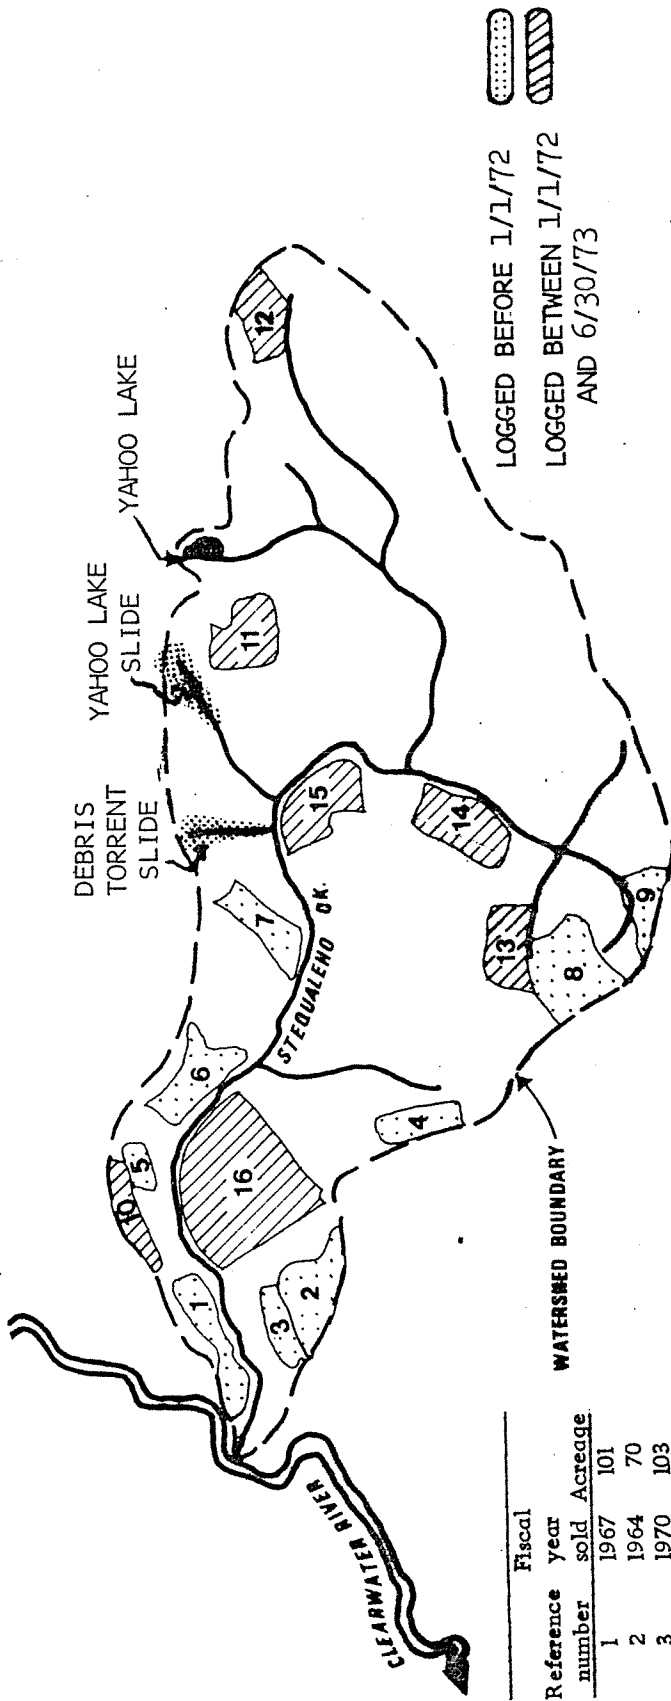 DEBRIS
TORRENT
SLIDE
YAHOO LAKE
SLIDE
YAHOO LAKE
1
2
3
4
5
6
7
8
9
10
11
12
13
14
15
16
STEQUALEHO CK.
CLEARWATER RIVER
WATERSHED BOUNDARY
LOGGED BEFORE 1/1/72
LOGGED BETWEEN 1/1/72
AND 6/30/73
Fiscal
Reference year
number sold Acreage
1 1967 101
2 1964 70
3 1970 103